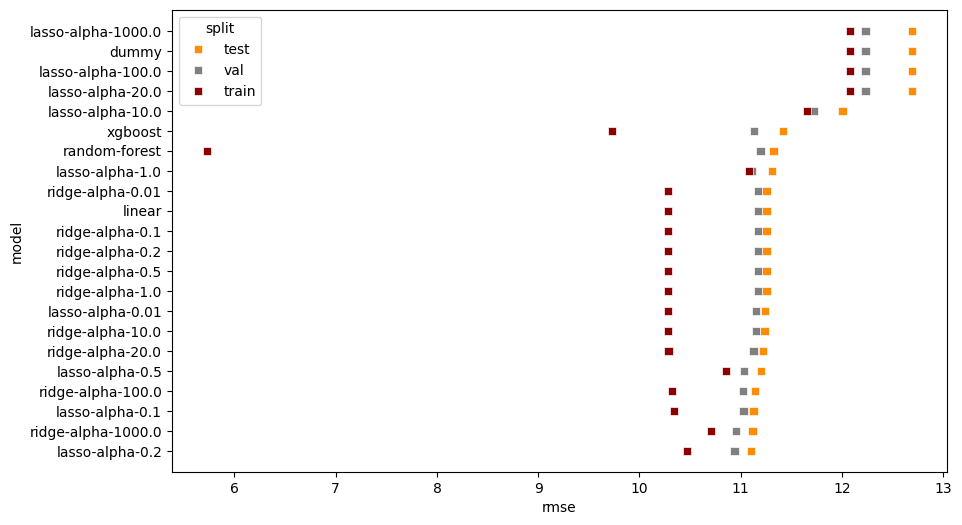 split
test
val
train
model
lasso-alpha-1000.0
dummy
lasso-alpha-100.0
lasso-alpha-20.0
lasso-alpha-10.0
xgboost
random-forest
lasso-alpha-1.0
ridge-alpha-0.01
linear
ridge-alpha-0.1
ridge-alpha-0.2
ridge-alpha-0.5
ridge-alpha-1.0
lasso-alpha-0.01
ridge-alpha-10.0
ridge-alpha-20.0
lasso-alpha-0.5
ridge-alpha-100.0
lasso-alpha-0.1
ridge-alpha-1000.0
lasso-alpha-0.2
6 7 8 9 10 11 12 13
rmse